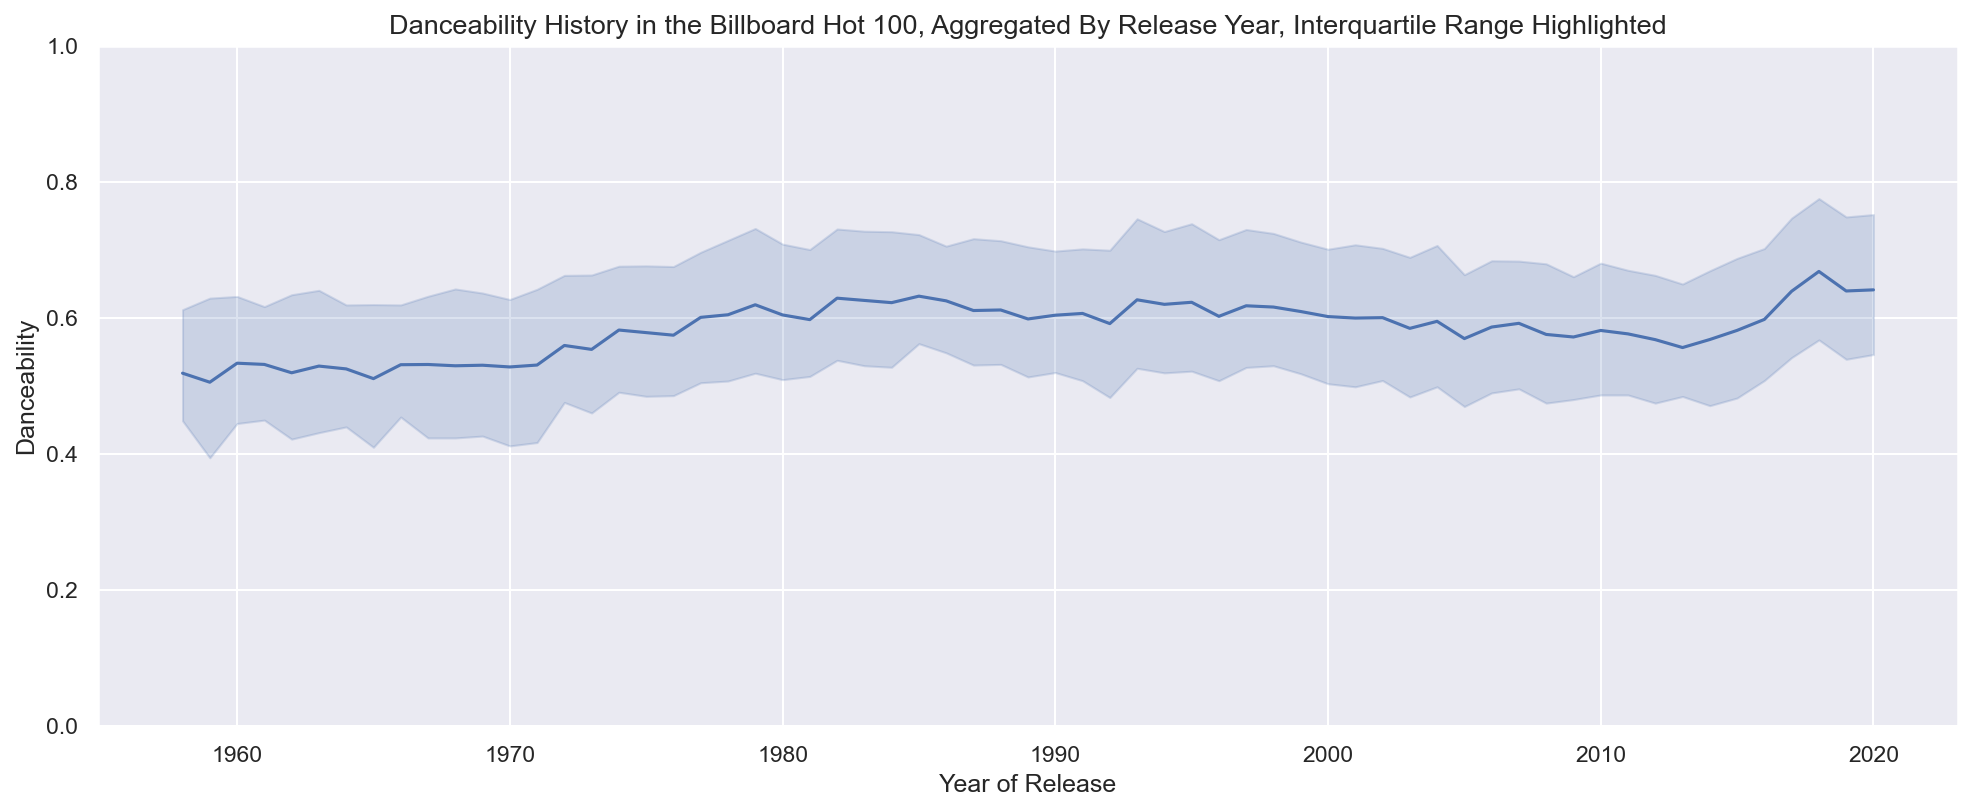 Danceability History in the Billboard Hot 100, Aggregated By Release Year, Interquartile Range Highlighted
1.0
0.8
0.6
0.4
0.2
0.0
Danceability
1960 1970 1980 1990 2000 2010 2020
Year of Release